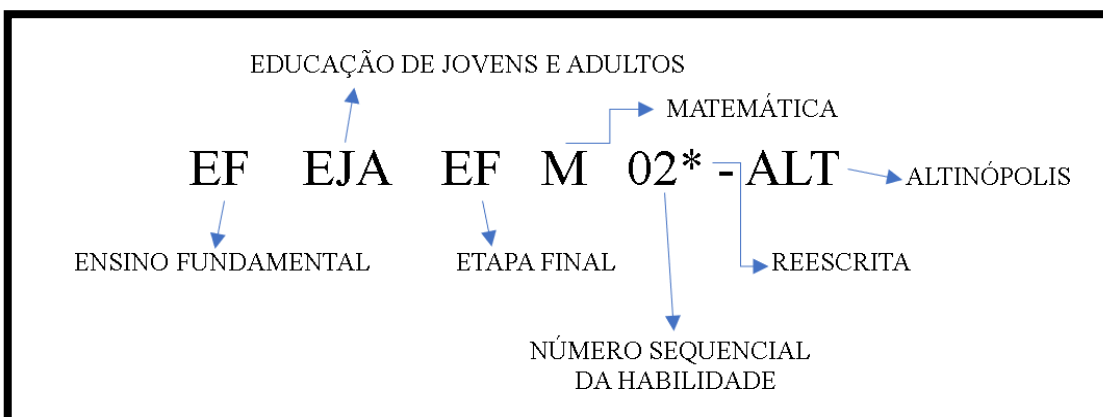 EDUCAÇÃO DE JOVENS E ADULTOS
MATEMÁTICA
EF EJA EF M 02* - ALT
ALTINÓPOLIS
ENSINO FUNDAMENTAL
ETAPA FINAL
REESCRITA
NÚMERO SEQUENCIAL
DA HABILIDADE